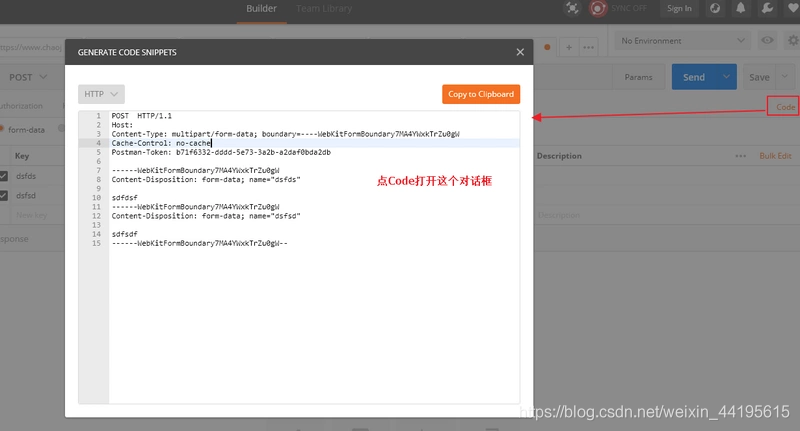 Builder Team Library SYNC OFF Sign In
https://www.chasj No Environment
POST Params Send Save
Authorization Code
form-data
Key Description Bulk Edit
dsfds
dsfsd
New key Description
Response
GENERATE CODE SNIPPETS
HTTP Copy to Clipboard
1 POST HTTP/1.1
2 Host:
3 Content-Type: multipart/form-data; boundary=----WebKitFormBoundary7MA4YWxkTrZu0gW
4 Cache-Control: no-cache
5 Postman-Token: b71f6332-dddd-5e73-3a2b-a2daf0bda2db
6
7 ------WebKitFormBoundary7MA4YWxkTrZu0gW
8 Content-Disposition: form-data; name="dsfds"
9
10 sdfdsf
11 ------WebKitFormBoundary7MA4YWxkTrZu0gW
12 Content-Disposition: form-data; name="dsfsd"
13
14 sdfsdf
15 ------WebKitFormBoundary7MA4YWxkTrZu0gW--
点Code打开这个对话框
https://blog.csdn.net/weixin_44195615